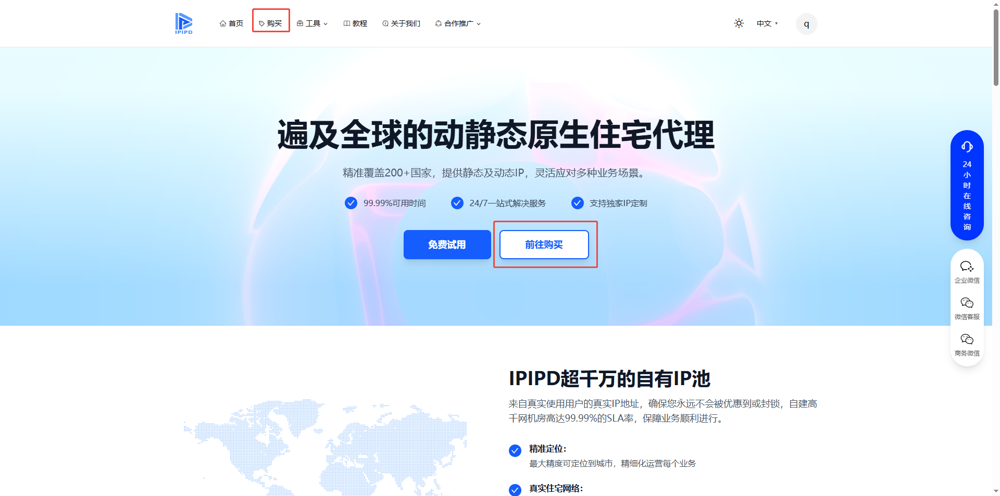 IPIPD
首页
购买
工具
教程
关于我们
合作推广
中文
q
遍及全球的动静态原生住宅代理
精准覆盖200+国家，提供静态及动态IP，灵活应对多种业务场景。
99.99%可用时间
24/7一站式解决服务
支持独家IP定制
免费试用
前往购买
24
小
时
在
线
咨
询
企业微信
微信客服
商务微信
IPIPD超千万的自有IP池
来自真实使用用户的真实IP地址，确保您永远不会被优惠到或封锁，自建高
千网机房高达99.99%的SLA率，保障业务顺利进行。
精准定位：
最大精度可定位到城市，精细化运营每个业务
真实住宅网络：